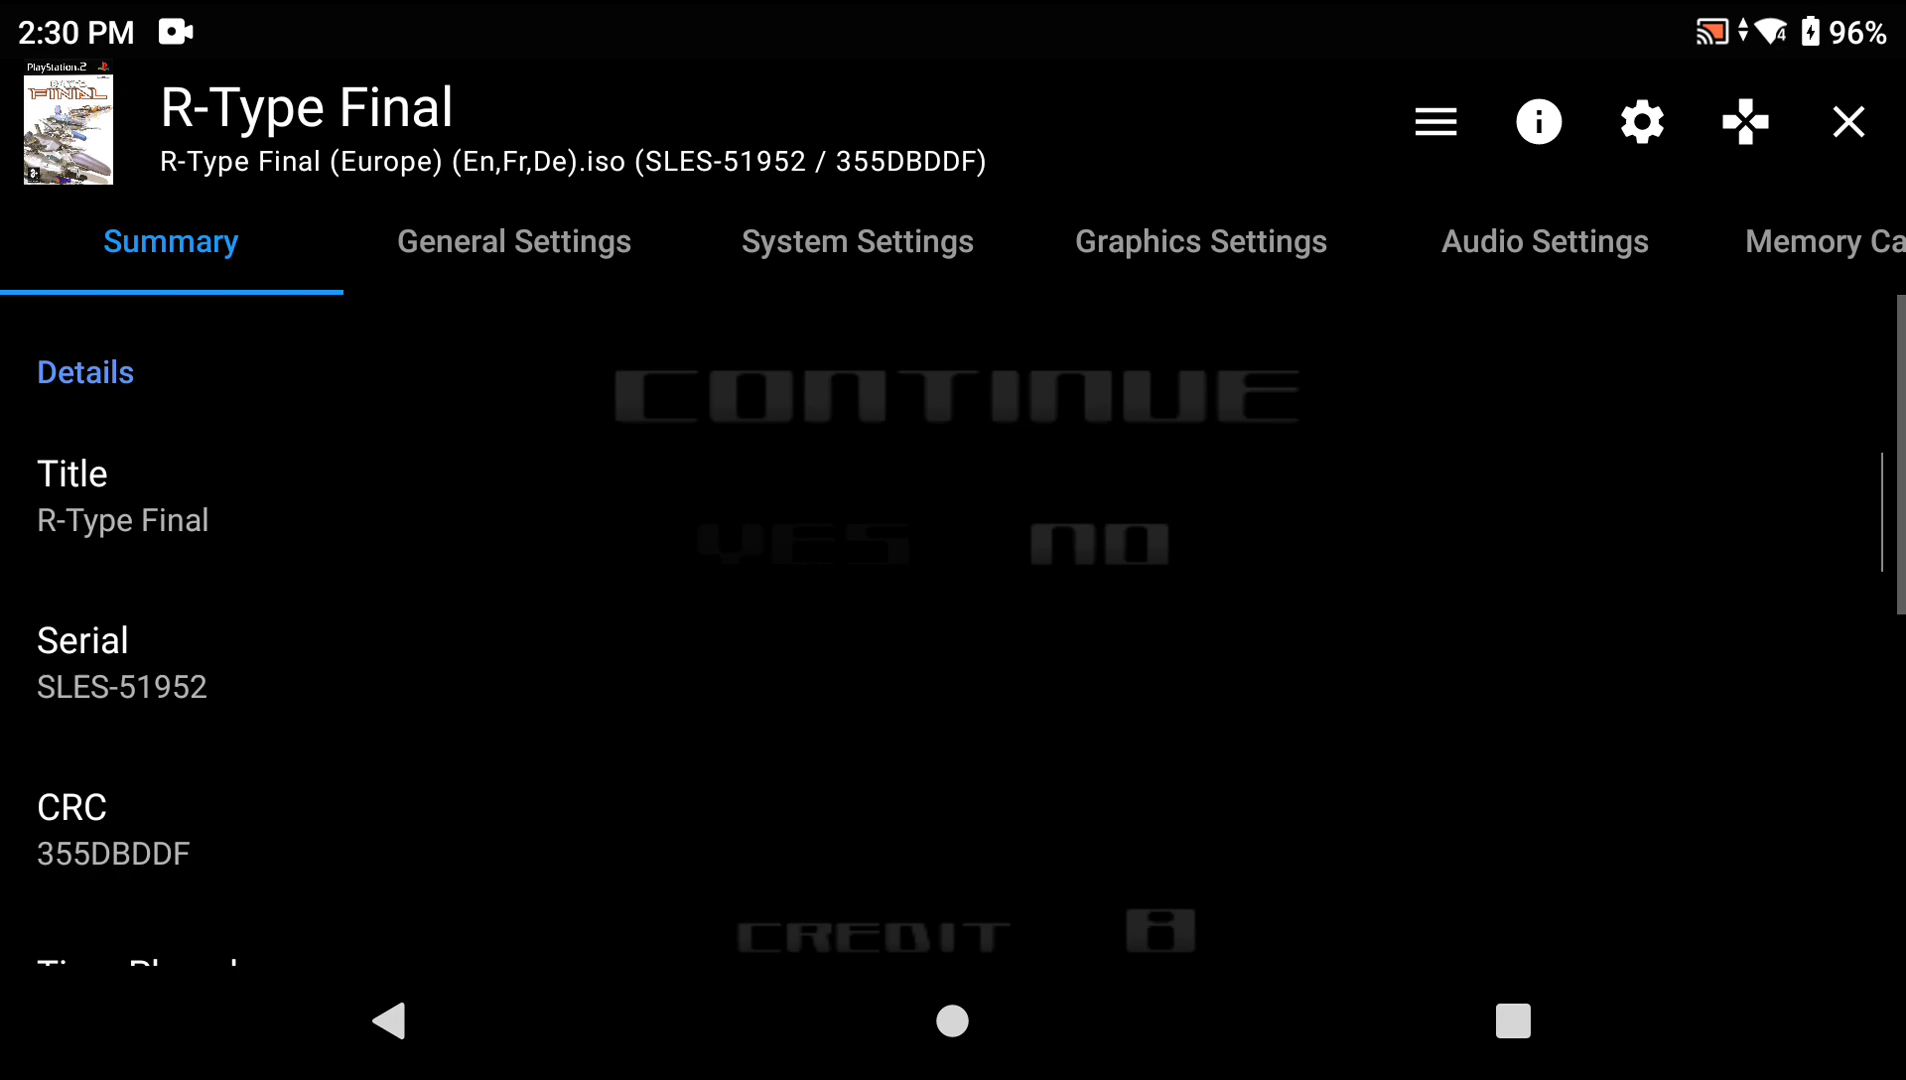 2:30 PM
4
96%
PlayStation.2
FINAL
R-Type Final
R-Type Final (Europe) (En,Fr,De).iso (SLES-51952 / 355DBDDF)
Summary
General Settings
System Settings
Graphics Settings
Audio Settings
Memory Ca
Details
CONTINUE
Title
R-Type Final
YES
NO
Serial
SLES-51952
CRC
355DBDDF
CREDIT